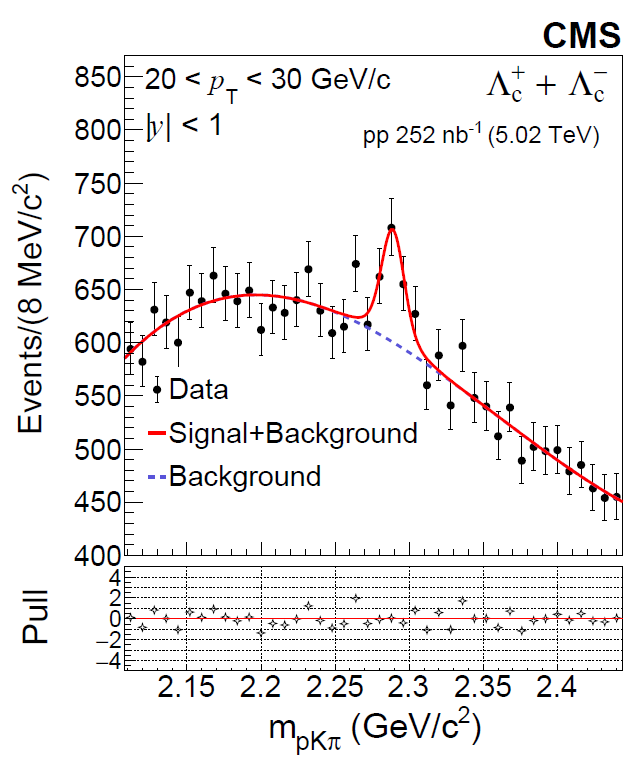 CMS
20 < pT < 30 GeV/c
|y| < 1
Λc+ + Λc−
pp 252 nb-1 (5.02 TeV)
Events/(8 MeV/c2)
850
800
750
700
650
600
550
500
450
400
Data
Signal+Background
Background
Pull
4
2
0
−2
−4
2.15
2.2
2.25
2.3
2.35
2.4
mpKπ (GeV/c2)